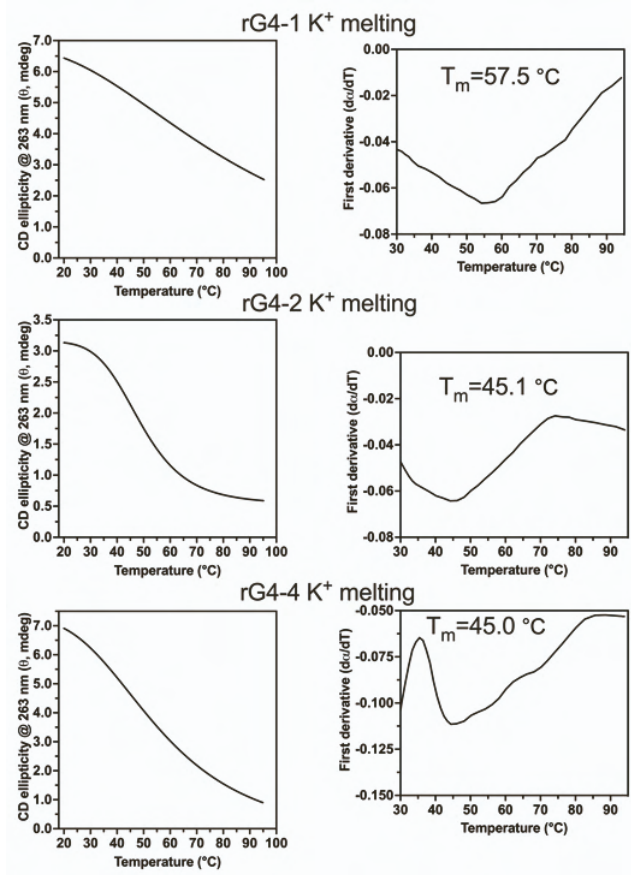 rG4-1 K⁺ melting
CD ellipticity @ 263 nm (θ, mdeg)
7.0
6.0
5.0
4.0
3.0
2.0
1.0
0.0
20 30 40 50 60 70 80 90 100
Temperature (°C)
First derivative (dα/dT)
0.00
-0.02
-0.04
-0.06
-0.08
Tm=57.5 °C
30 40 50 60 70 80 90
Temperature (°C)
rG4-2 K⁺ melting
CD ellipticity @ 263 nm (θ, mdeg)
3.5
3.0
2.5
2.0
1.5
1.0
0.5
0.0
20 30 40 50 60 70 80 90 100
Temperature (°C)
First derivative (dα/dT)
0.00
-0.02
-0.04
-0.06
-0.08
Tm=45.1 °C
30 40 50 60 70 80 90
Temperature (°C)
rG4-4 K⁺ melting
CD ellipticity @ 263 nm (θ, mdeg)
7.0
6.0
5.0
4.0
3.0
2.0
1.0
0.0
20 30 40 50 60 70 80 90 100
Temperature (°C)
First derivative (dα/dT)
-0.050
-0.075
-0.100
-0.125
-0.150
Tm=45.0 °C
30 40 50 60 70 80 90
Temperature (°C)